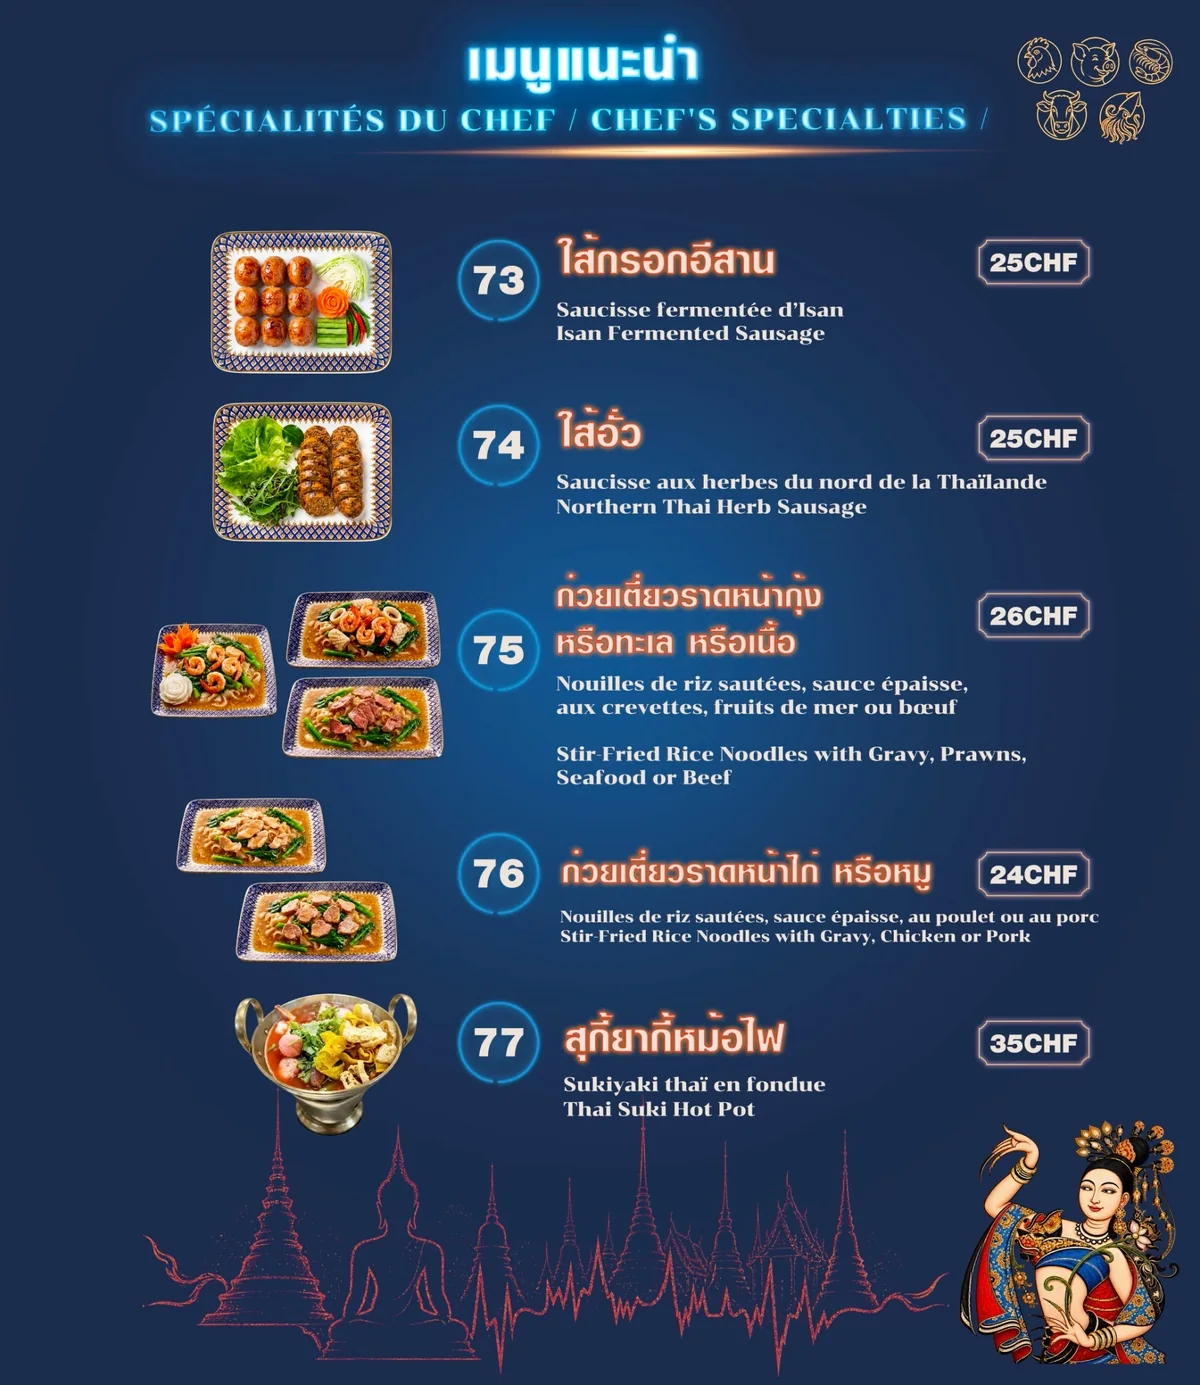 เมนูแนะนำ
SPÉCIALITÉS DU CHEF / CHEF'S SPECIALTIES /
73
ใส้กรอกอีสาน
25CHF
Saucisse fermentée d’Isan
Isan Fermented Sausage
74
ใส้อั่ว
25CHF
Saucisse aux herbes du nord de la Thaïlande
Northern Thai Herb Sausage
75
ก๋วยเตี๋ยวราดหน้ากุ้ง
หรือทะเล หรือเนื้อ
26CHF
Nouilles de riz sautées, sauce épaisse,
aux crevettes, fruits de mer ou bœuf
Stir-Fried Rice Noodles with Gravy, Prawns,
Seafood or Beef
76
ก๋วยเตี๋ยวราดหน้าไก่ หรือหมู
24CHF
Nouilles de riz sautées, sauce épaisse, au poulet ou au porc
Stir-Fried Rice Noodles with Gravy, Chicken or Pork
77
สุกี้ยากี้หม้อไฟ
35CHF
Sukiyaki thaï en fondue
Thai Suki Hot Pot